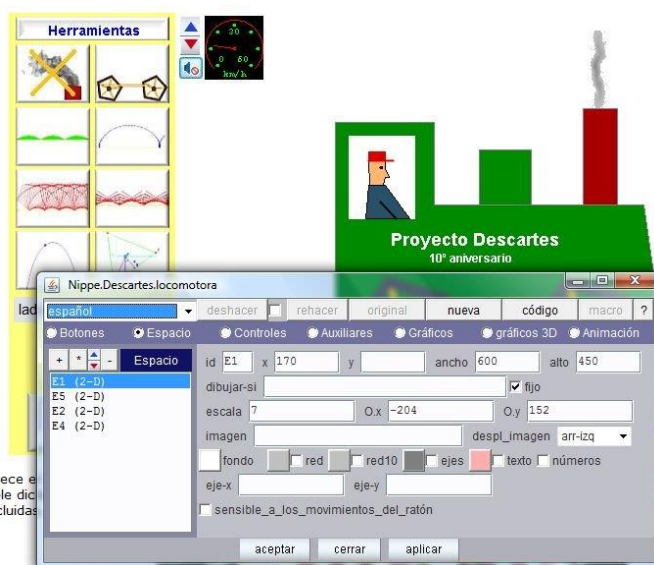 Herramientas
20
0 60
km/h
Proyecto Descartes
10º aniversario
lad
Nippe.Descartes.locomotora
español deshacer rehacer original nueva código macro ?
Botones Espacio Controles Auxiliares Gráficos gráficos 3D Animación
+ * - Espacio
id E1 x 170 y ancho 600 alto 450
E1 (2-D)
dibujar-si fijo
E5 (2-D)
E2 (2-D)
escala 7 O.x -204 O.y 152
E4 (2-D)
imagen despl_imagen arr-izq
fondo red red10 ejes texto números
ece e
le dic
eje-x eje-y
cluidas
sensible_a_los_movimientos_del_ratón
aceptar cerrar aplicar